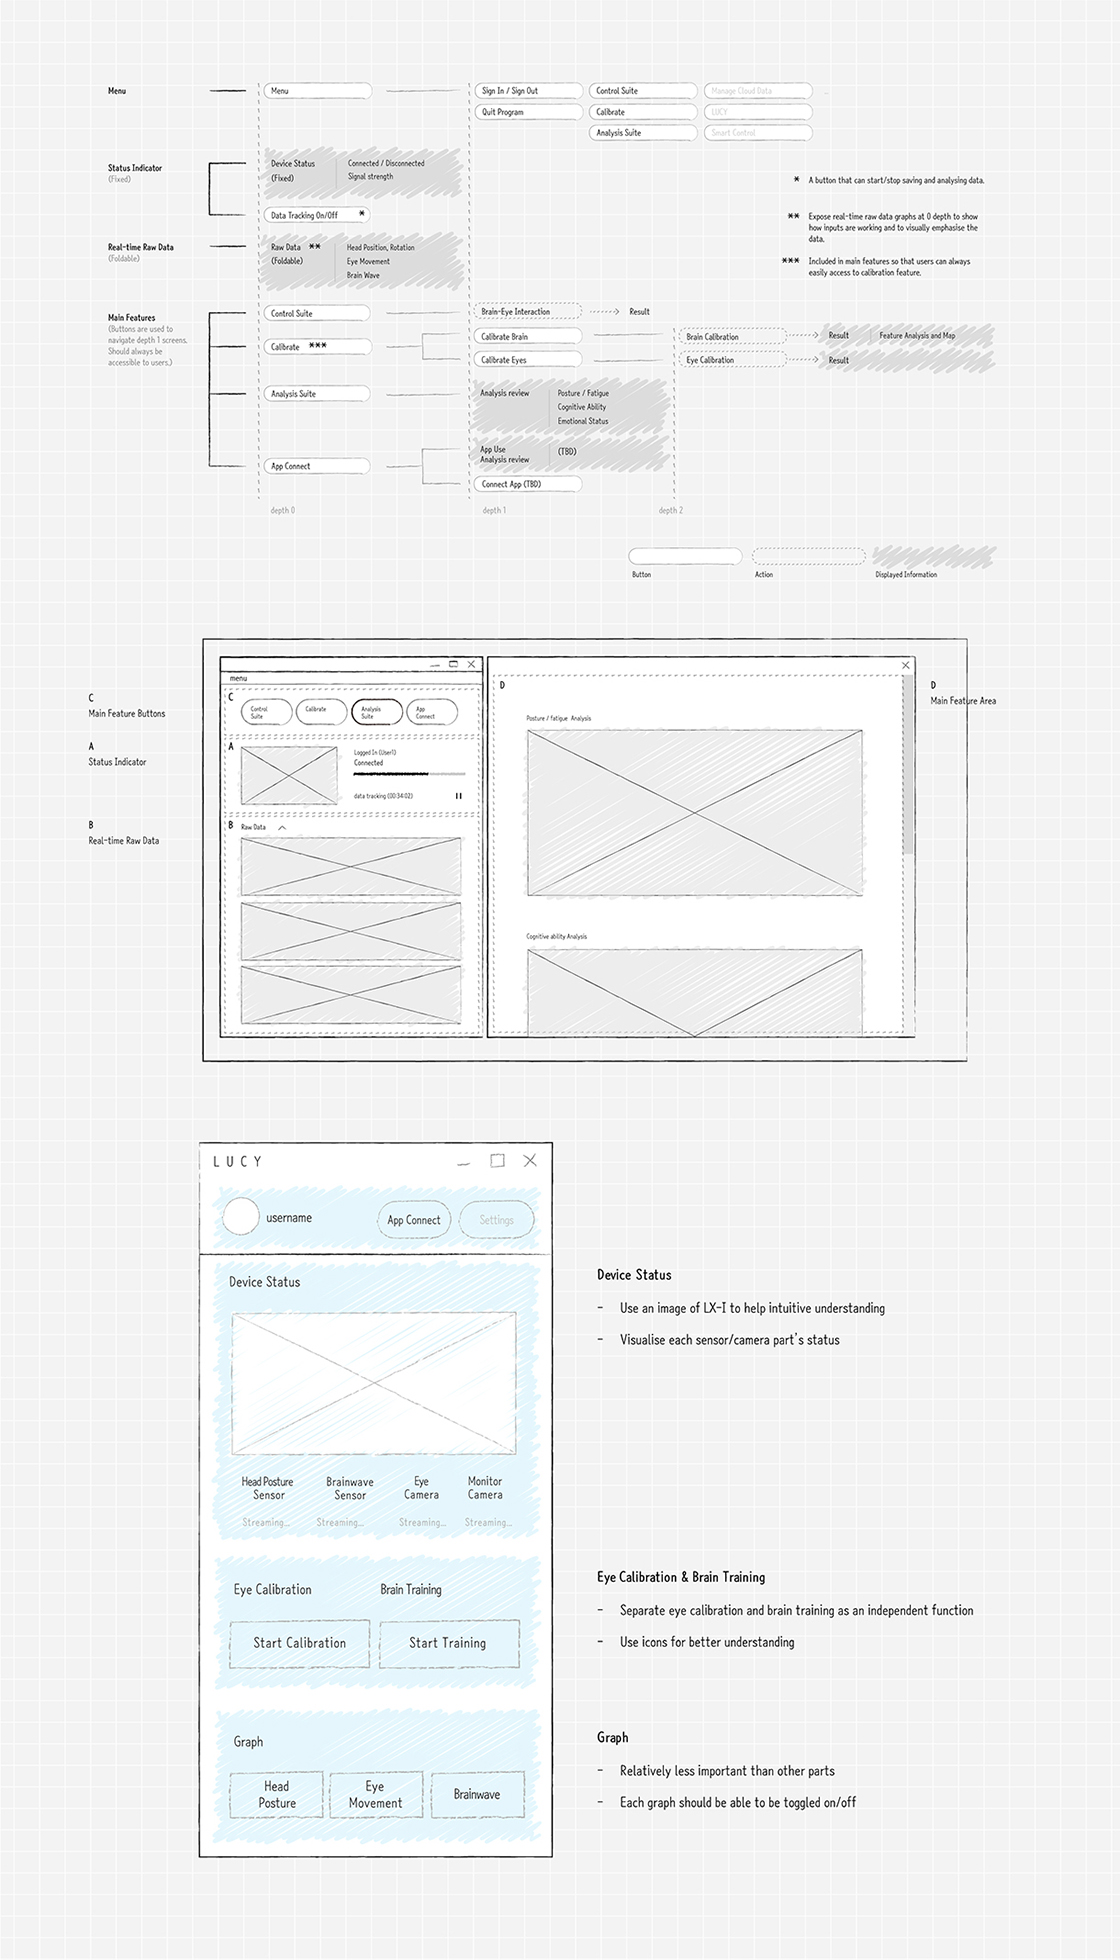 Menu
Menu
Sign In / Sign Out
Control Suite
Manage Cloud Data
...
Quit Program
Calibrate
LUCY
Analysis Suite
Smart Control
Status Indicator
(Fixed)
Device Status
(Fixed)
Connected / Disconnected
Signal strength
Data Tracking On/Off *
* A button that can start/stop saving and analysing data.
** Expose real-time raw data graphs at 0 depth to show
how inputs are working and to visually emphasise the
data.
*** Included in main features so that users can always
easily access to calibration feature.
Real-time Raw Data
(Foldable)
Raw Data **
(Foldable)
Head Position, Rotation
Eye Movement
Brain Wave
Main Features
(Buttons are used to
navigate depth 1 screens.
Should always be
accessible to users.)
Control Suite
Brain-Eye Interaction
Result
Calibrate ***
Calibrate Brain
Brain Calibration
Result
Feature Analysis and Map
Calibrate Eyes
Eye Calibration
Result
Analysis Suite
Analysis review
Posture / Fatigue
Cognitive Ability
Emotional Status
App Connect
App Use
Analysis review
(TBD)
Connect App (TBD)
depth 0
depth 1
depth 2
Button
Action
Displayed Information
C
Main Feature Buttons
A
Status Indicator
B
Real-time Raw Data
menu
C
Control
Suite
Calibrate
Analysis
Suite
App
Connect
A
Logged In (User1)
Connected
data tracking (00:34:02)
B
Raw Data
D
Posture / fatigue Analysis
Cognitive ability Analysis
D
Main Feature Area
LUCY
username
App Connect
Settings
Device Status
Head Posture
Sensor
Brainwave
Sensor
Eye
Camera
Monitor
Camera
Streaming...
Streaming...
Streaming...
Streaming...
Eye Calibration
Brain Training
Start Calibration
Start Training
Graph
Head
Posture
Eye
Movement
Brainwave
Device Status
- Use an image of LX-I to help intuitive understanding
- Visualise each sensor/camera part's status
Eye Calibration & Brain Training
- Separate eye calibration and brain training as an independent function
- Use icons for better understanding
Graph
- Relatively less important than other parts
- Each graph should be able to be toggled on/off